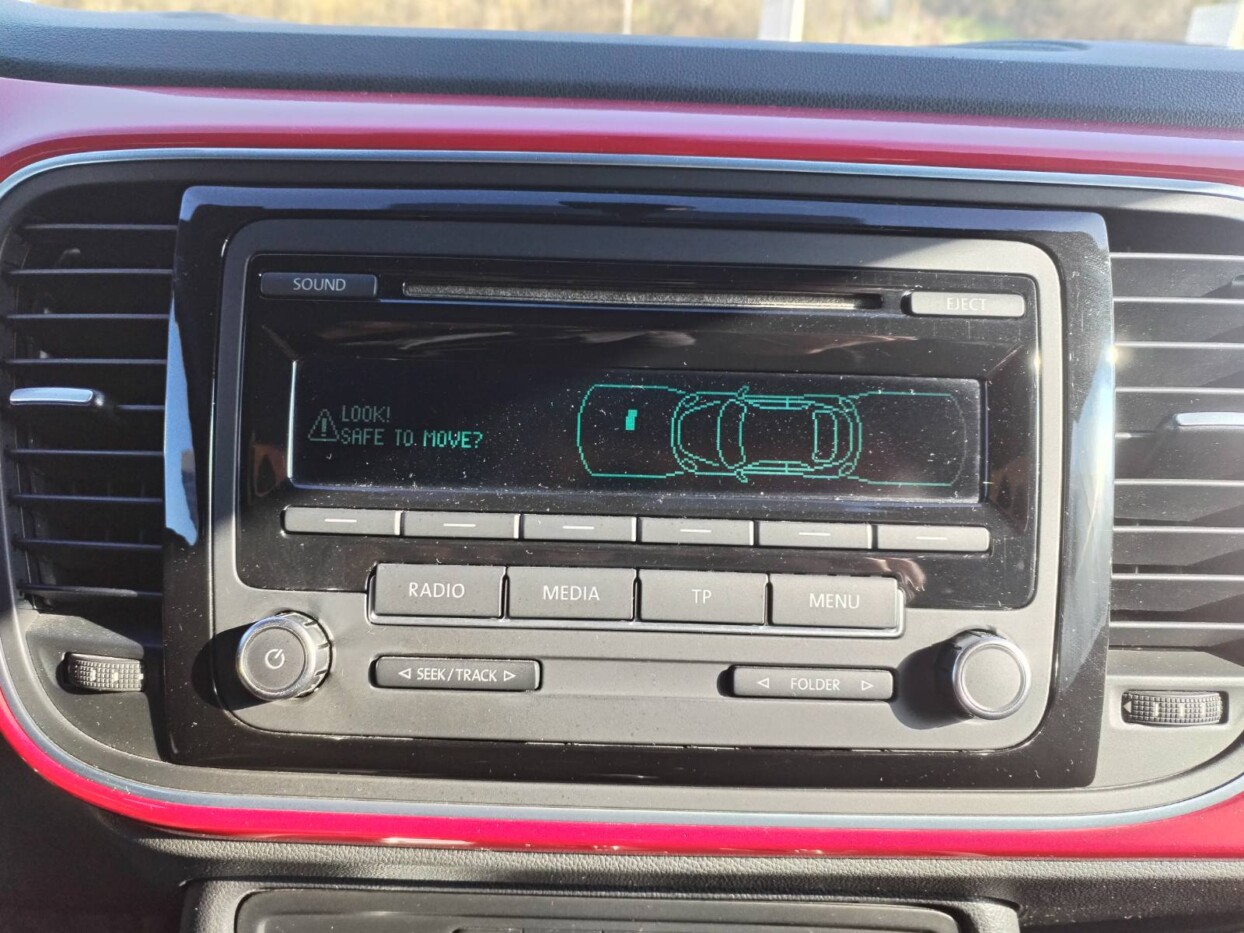 SOUND
EJECT
LOOK!
SAFE TO MOVE?
RADIO
MEDIA
TP
MENU
SEEK/TRACK
FOLDER